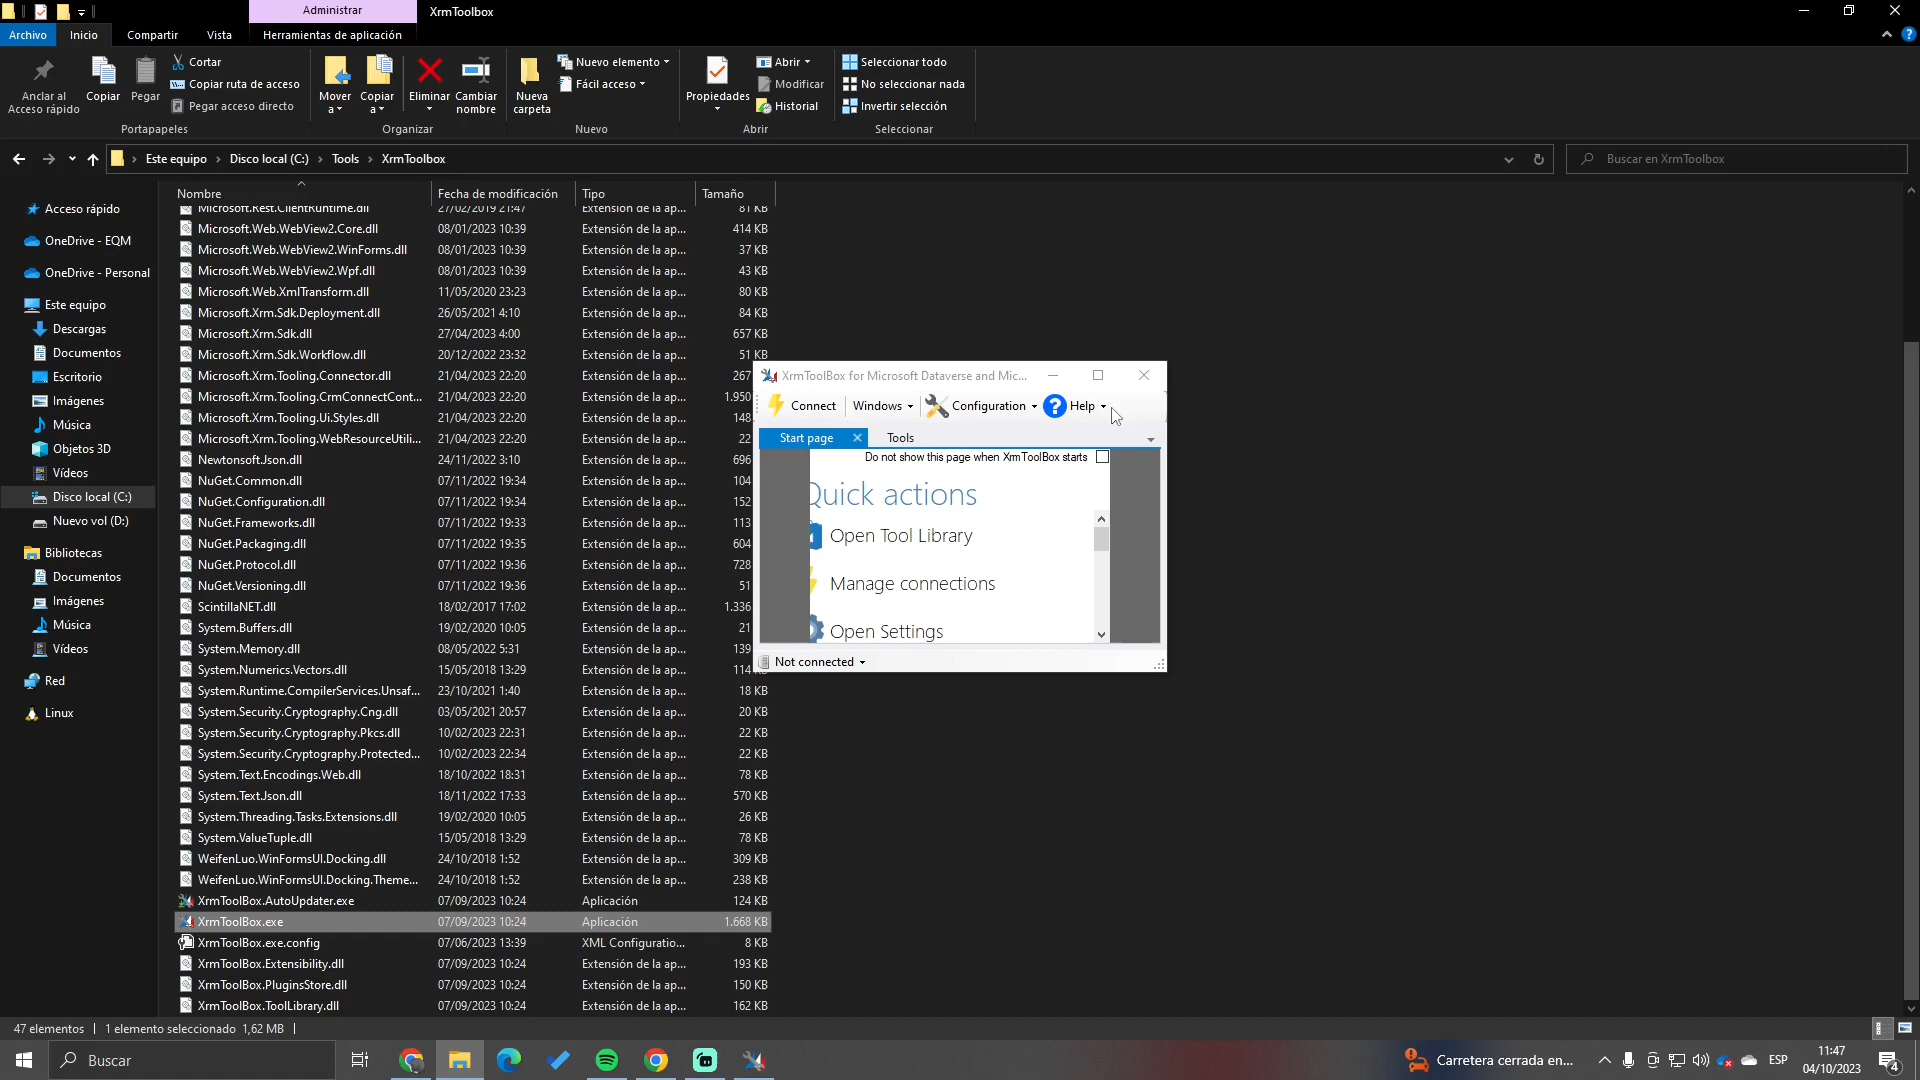 Administrar
XrmToolbox
Archivo
Inicio
Compartir
Vista
Herramientas de aplicación
Anclar al
Acceso rápido
Copiar
Pegar
Cortar
Copiar ruta de acceso
Pegar acceso directo
Portapapeles
Mover
a
Copiar
a
Eliminar
Cambiar
nombre
Organizar
Nueva
carpeta
Nuevo elemento
Fácil acceso
Nuevo
Propiedades
Abrir
Modificar
Historial
Abrir
Seleccionar todo
No seleccionar nada
Invertir selección
Seleccionar
Este equipo
Disco local (C:)
Tools
XrmToolbox
Buscar en XrmToolbox
Acceso rápido
OneDrive - EQM
OneDrive - Personal
Este equipo
Descargas
Documentos
Escritorio
Imágenes
Música
Objetos 3D
Vídeos
Disco local (C:)
Nuevo vol (D:)
Bibliotecas
Documentos
Imágenes
Música
Vídeos
Red
Linux
Nombre Fecha de modificación Tipo Tamaño
Microsoft.Rest.ClientRuntime.dll 27/02/2019 21:47 Extensión de la ap... 81 KB
Microsoft.Web.WebView2.Core.dll 08/01/2023 10:39 Extensión de la ap... 414 KB
Microsoft.Web.WebView2.WinForms.dll 08/01/2023 10:39 Extensión de la ap... 37 KB
Microsoft.Web.WebView2.Wpf.dll 08/01/2023 10:39 Extensión de la ap... 43 KB
Microsoft.Web.XmlTransform.dll 11/05/2020 23:23 Extensión de la ap... 80 KB
Microsoft.Xrm.Sdk.Deployment.dll 26/05/2021 4:10 Extensión de la ap... 84 KB
Microsoft.Xrm.Sdk.dll 27/04/2023 4:00 Extensión de la ap... 657 KB
Microsoft.Xrm.Sdk.Workflow.dll 20/12/2022 23:32 Extensión de la ap... 51 KB
Microsoft.Xrm.Tooling.Connector.dll 21/04/2023 22:20 Extensión de la ap... 267
Microsoft.Xrm.Tooling.CrmConnectCont... 21/04/2023 22:20 Extensión de la ap... 1.950
Microsoft.Xrm.Tooling.Ui.Styles.dll 21/04/2023 22:20 Extensión de la ap... 148
Microsoft.Xrm.Tooling.WebResourceUtili... 21/04/2023 22:20 Extensión de la ap... 22
Newtonsoft.Json.dll 24/11/2022 3:10 Extensión de la ap... 696
NuGet.Common.dll 07/11/2022 19:34 Extensión de la ap... 104
NuGet.Configuration.dll 07/11/2022 19:34 Extensión de la ap... 152
NuGet.Frameworks.dll 07/11/2022 19:33 Extensión de la ap... 113
NuGet.Packaging.dll 07/11/2022 19:35 Extensión de la ap... 604
NuGet.Protocol.dll 07/11/2022 19:36 Extensión de la ap... 728
NuGet.Versioning.dll 07/11/2022 19:36 Extensión de la ap... 51
ScintillaNET.dll 18/02/2017 17:02 Extensión de la ap... 1.336
System.Buffers.dll 19/02/2020 10:05 Extensión de la ap... 21
System.Memory.dll 08/05/2022 5:31 Extensión de la ap... 139
System.Numerics.Vectors.dll 15/05/2018 13:29 Extensión de la ap... 114
System.Runtime.CompilerServices.Unsaf... 23/10/2021 1:40 Extensión de la ap... 18 KB
System.Security.Cryptography.Cng.dll 03/05/2021 20:57 Extensión de la ap... 20 KB
System.Security.Cryptography.Pkcs.dll 10/02/2023 22:31 Extensión de la ap... 22 KB
System.Security.Cryptography.Protected... 10/02/2023 22:34 Extensión de la ap... 22 KB
System.Text.Encodings.Web.dll 18/10/2022 18:31 Extensión de la ap... 78 KB
System.Text.Json.dll 18/11/2022 17:33 Extensión de la ap... 570 KB
System.Threading.Tasks.Extensions.dll 19/02/2020 10:05 Extensión de la ap... 26 KB
System.ValueTuple.dll 15/05/2018 13:29 Extensión de la ap... 78 KB
WeifenLuo.WinFormsUI.Docking.dll 24/10/2018 1:52 Extensión de la ap... 309 KB
WeifenLuo.WinFormsUI.Docking.Theme... 24/10/2018 1:52 Extensión de la ap... 238 KB
XrmToolBox.AutoUpdater.exe 07/09/2023 10:24 Aplicación 124 KB
XrmToolBox.exe 07/09/2023 10:24 Aplicación 1.668 KB
XrmToolBox.exe.config 07/06/2023 13:39 XML Configuratio... 8 KB
XrmToolBox.Extensibility.dll 07/09/2023 10:24 Extensión de la ap... 193 KB
XrmToolBox.PluginsStore.dll 07/09/2023 10:24 Extensión de la ap... 150 KB
XrmToolBox.ToolLibrary.dll 07/09/2023 10:24 Extensión de la ap... 162 KB
XrmToolBox for Microsoft Dataverse and Mic...
Connect Windows Configuration Help
Start page Tools
Do not show this page when XrmToolBox starts
Quick actions
Open Tool Library
Manage connections
Open Settings
Not connected
47 elementos 1 elemento seleccionado 1,62 MB
Buscar
Carretera cerrada en...
ESP
11:47
04/10/2023
4